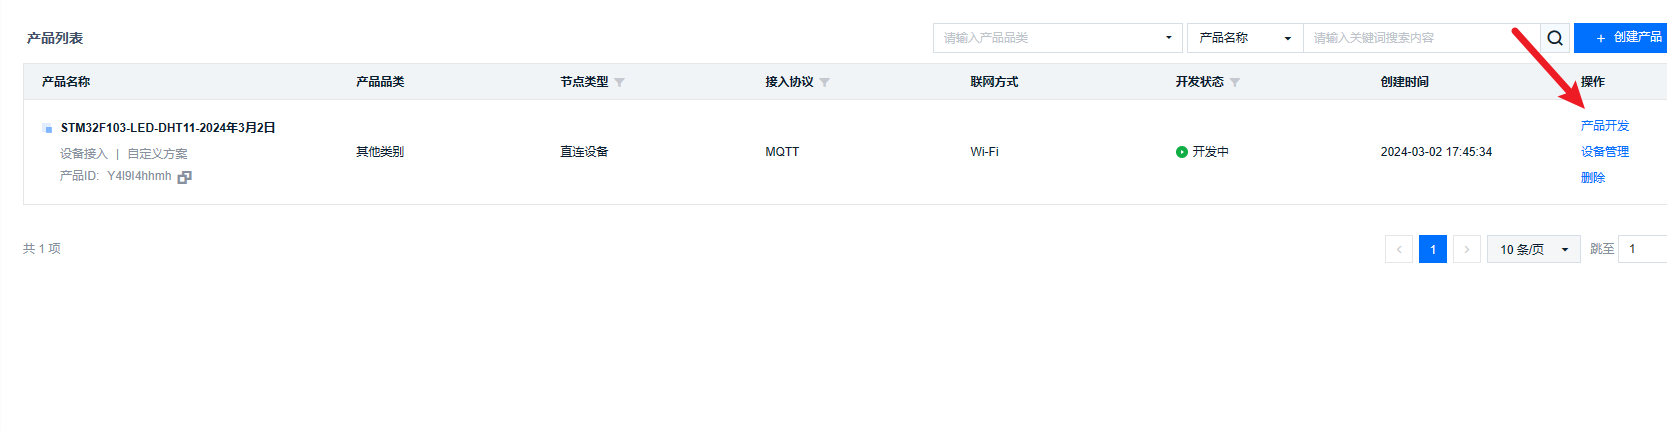 产品列表
请输入产品品类
产品名称
请输入关键词搜索内容
+ 创建产品
产品名称 产品品类 节点类型 接入协议 联网方式 开发状态 创建时间 操作
STM32F103-LED-DHT11-2024年3月2日
设备接入 | 自定义方案
产品ID: Y4I9I4hhmh
其他类别
直连设备
MQTT
Wi-Fi
开发中
2024-03-02 17:45:34
产品开发
设备管理
删除
共 1 项
1
10 条/页
跳至 1